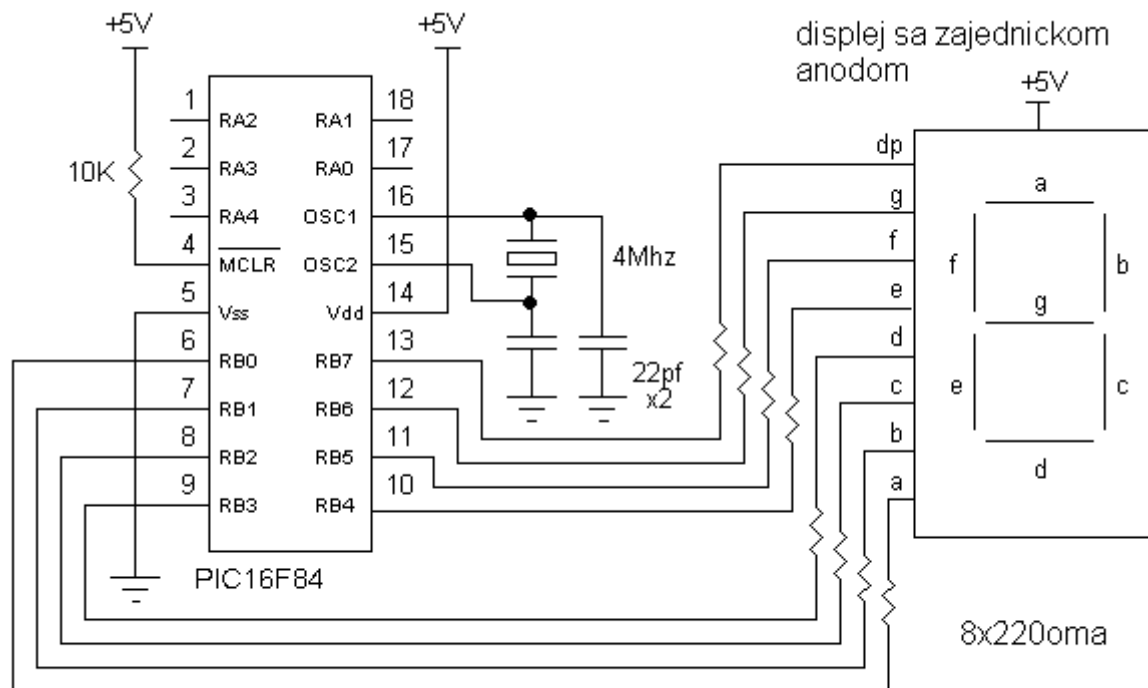 +5V
+5V
displej sa zajednickom
anodom
+5V
10K
1
2
3
4
5
6
7
8
9
RA2
RA3
RA4
MCLR
Vss
RB0
RB1
RB2
RB3
RA1
RA0
OSC1
OSC2
Vdd
RB7
RB6
RB5
RB4
18
17
16
15
14
13
12
11
10
PIC16F84
4Mhz
22pf
x2
dp
g
f
e
d
c
b
a
a
f
b
g
e
c
d
8x220oma